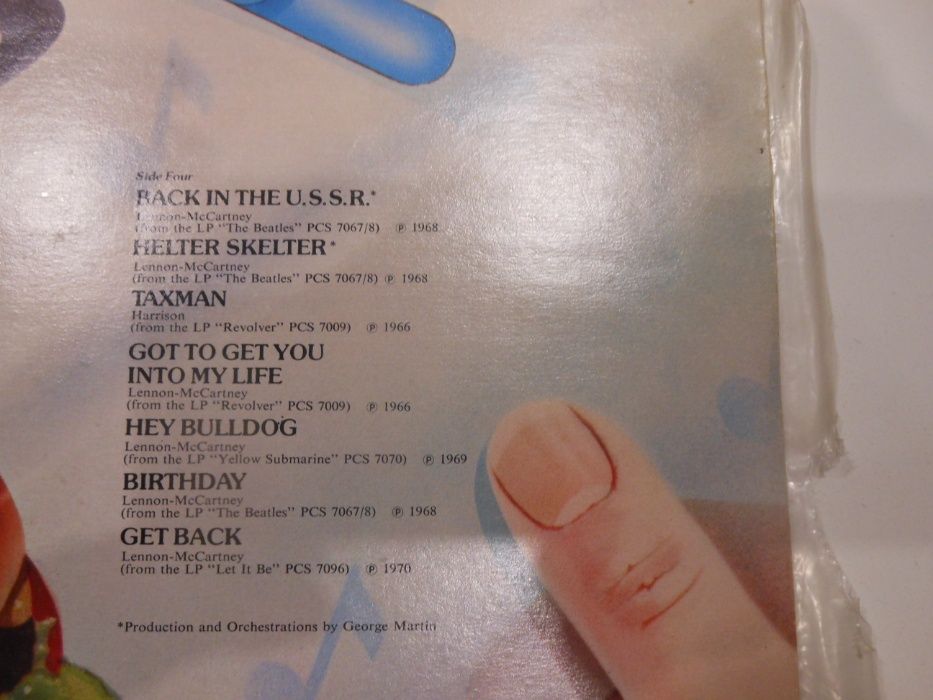 Side Four
BACK IN THE U.S.S.R.*
Lennon-McCartney
(from the LP "The Beatles" PCS 7067/8) ℗ 1968
HELTER SKELTER*
Lennon-McCartney
(from the LP "The Beatles" PCS 7067/8) ℗ 1968
TAXMAN
Harrison
(from the LP "Revolver" PCS 7009) ℗ 1966
GOT TO GET YOU
INTO MY LIFE
Lennon-McCartney
(from the LP "Revolver" PCS 7009) ℗ 1966
HEY BULLDOG
Lennon-McCartney
(from the LP "Yellow Submarine" PCS 7070) ℗ 1969
BIRTHDAY
Lennon-McCartney
(from the LP "The Beatles" PCS 7067/8) ℗ 1968
GET BACK
Lennon-McCartney
(from the LP "Let It Be" PCS 7096) ℗ 1970
*Production and Orchestrations by George Martin